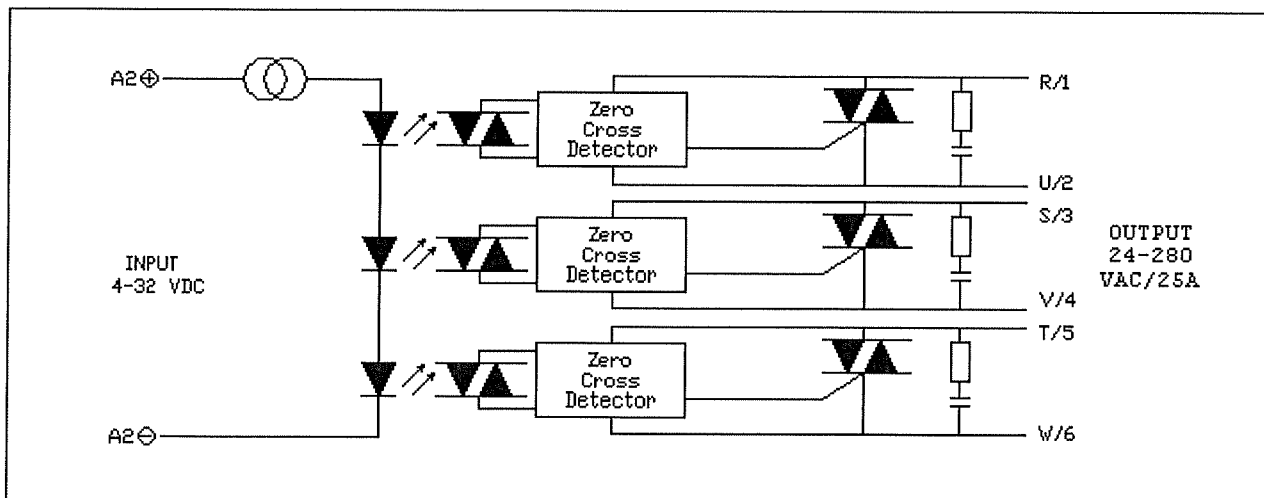 A2⊕
R/1
Zero
Cross
Detector
U/2
S/3
Zero
Cross
Detector
INPUT
4-32 VDC
OUTPUT
24-280
VAC/25A
V/4
T/5
Zero
Cross
Detector
A2⊖
W/6